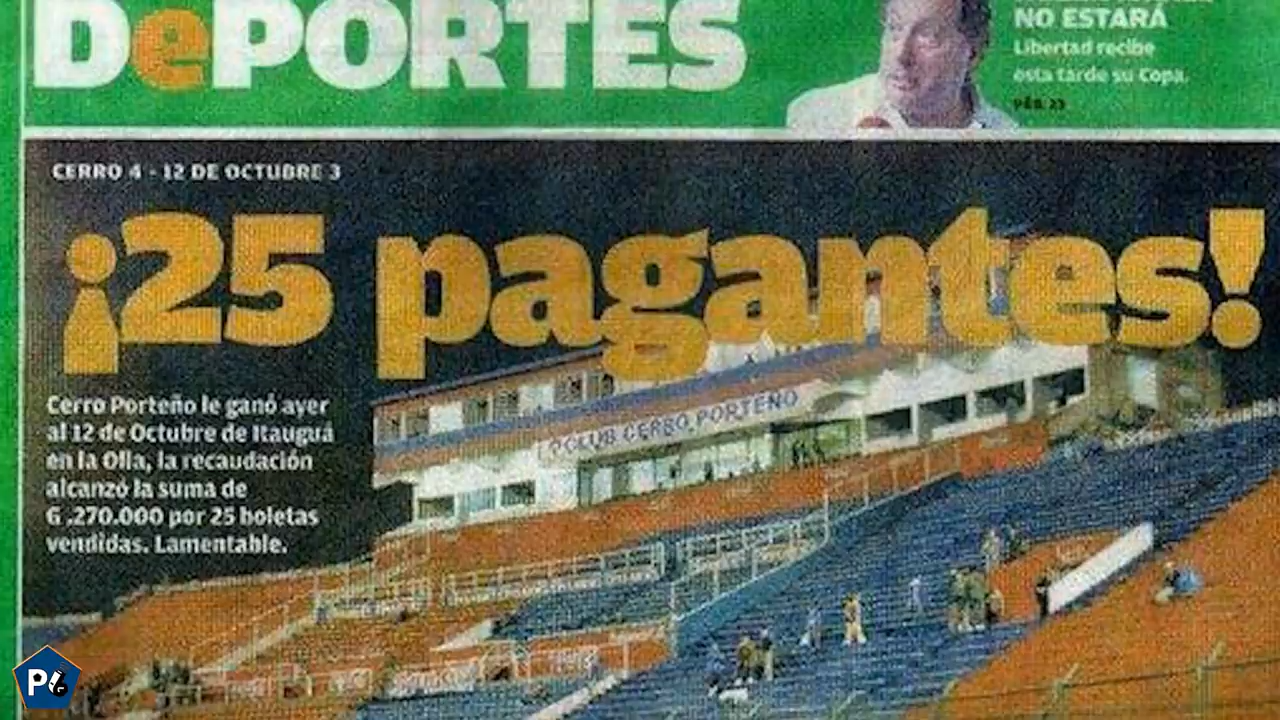 DePORTES
NO ESTARÁ
Libertad recibe
esta tarde su Copa.
PÁG. 23
CERRO 4 - 12 DE OCTUBRE 3
¡25 pagantes!
Cerro Porteño le ganó ayer
al 12 de Octubre de Itauguá
en la Olla, la recaudación
alcanzó la suma de
G .270.000 por 25 boletas
vendidas. Lamentable.
CLUB CERRO PORTEÑO
P